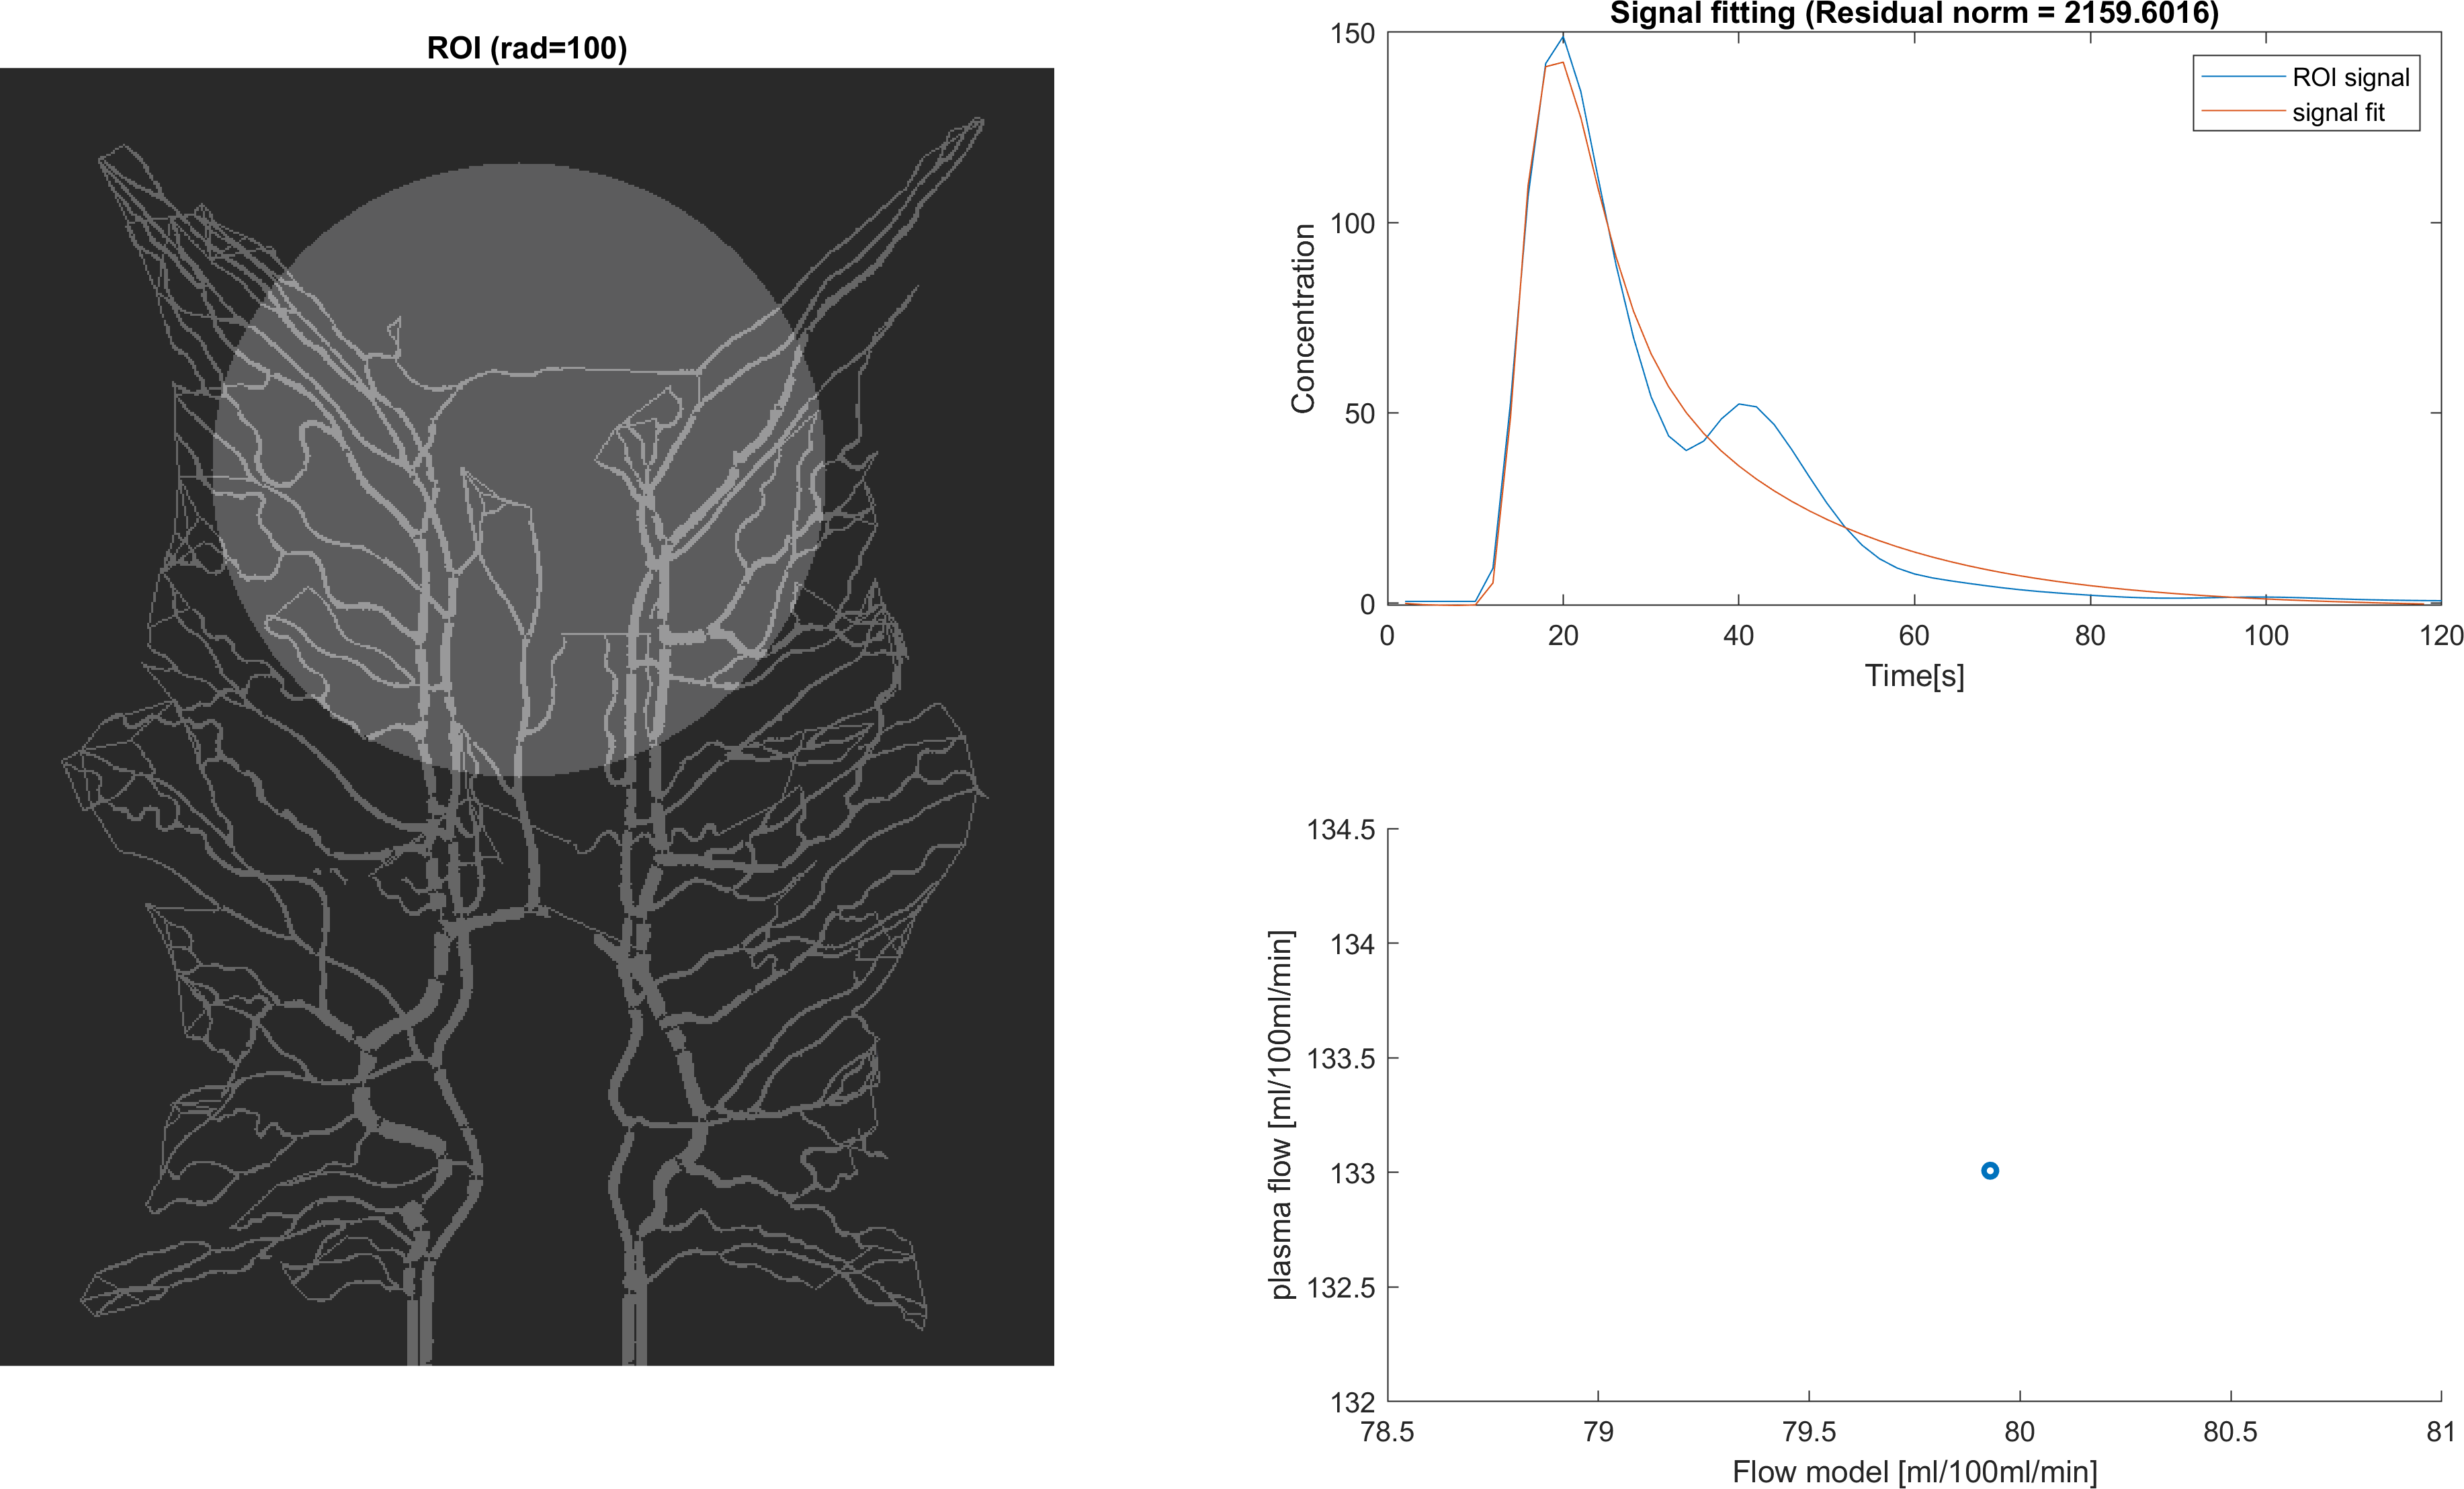 ROI (rad=100)
Signal fitting (Residual norm = 2159.6016)
150
100
50
0
Concentration
ROI signal
signal fit
0 20 40 60 80 100 120
Time[s]
134.5
134
133.5
133
132.5
132
plasma flow [ml/100ml/min]
78.5 79 79.5 80 80.5 81
Flow model [ml/100ml/min]